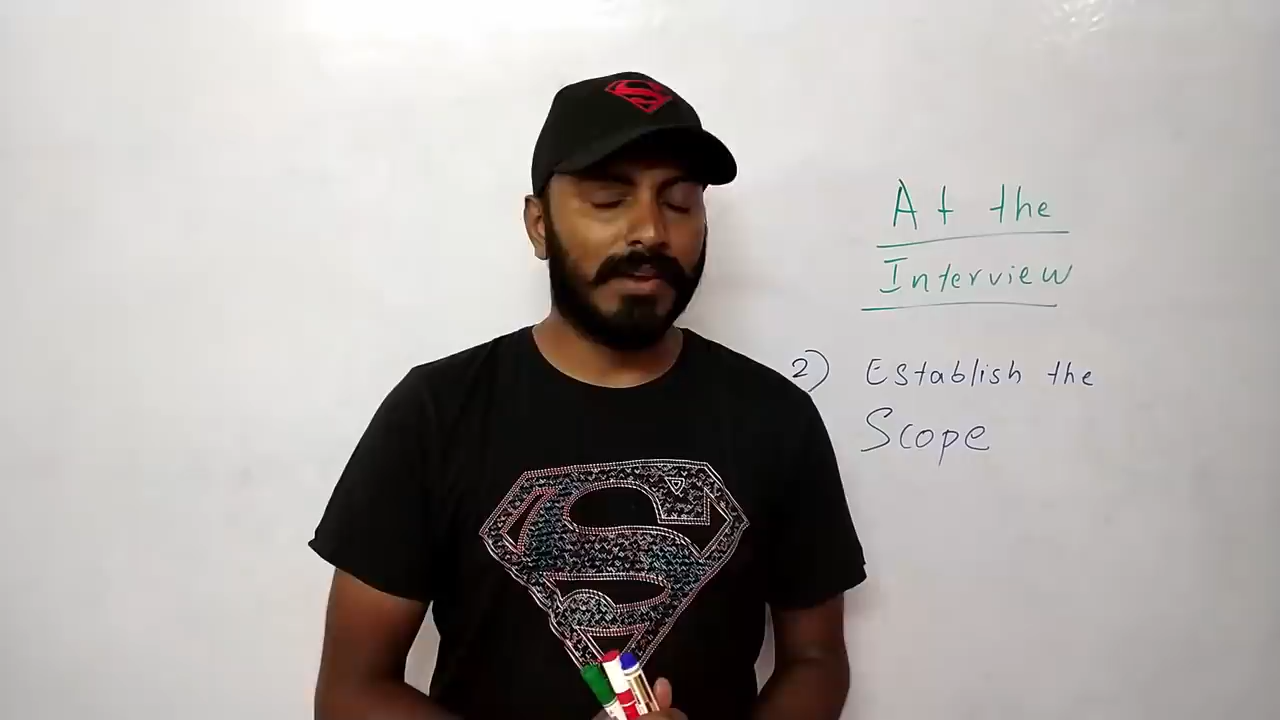 At the
Interview
2) Establish the
Scope